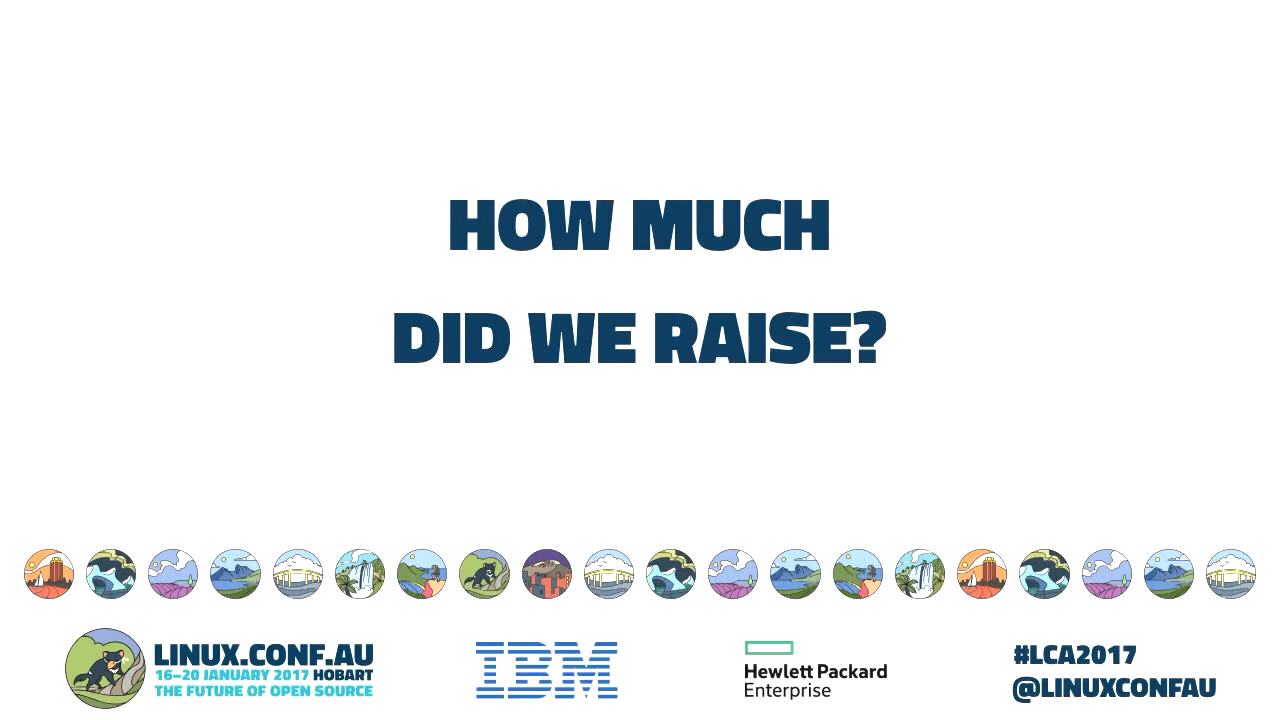 HOW MUCH
DID WE RAISE?
LINUX.CONF.AU
16–20 JANUARY 2017 HOBART
THE FUTURE OF OPEN SOURCE
IBM
Hewlett Packard
Enterprise
#LCA2017
@LINUXCONFAU